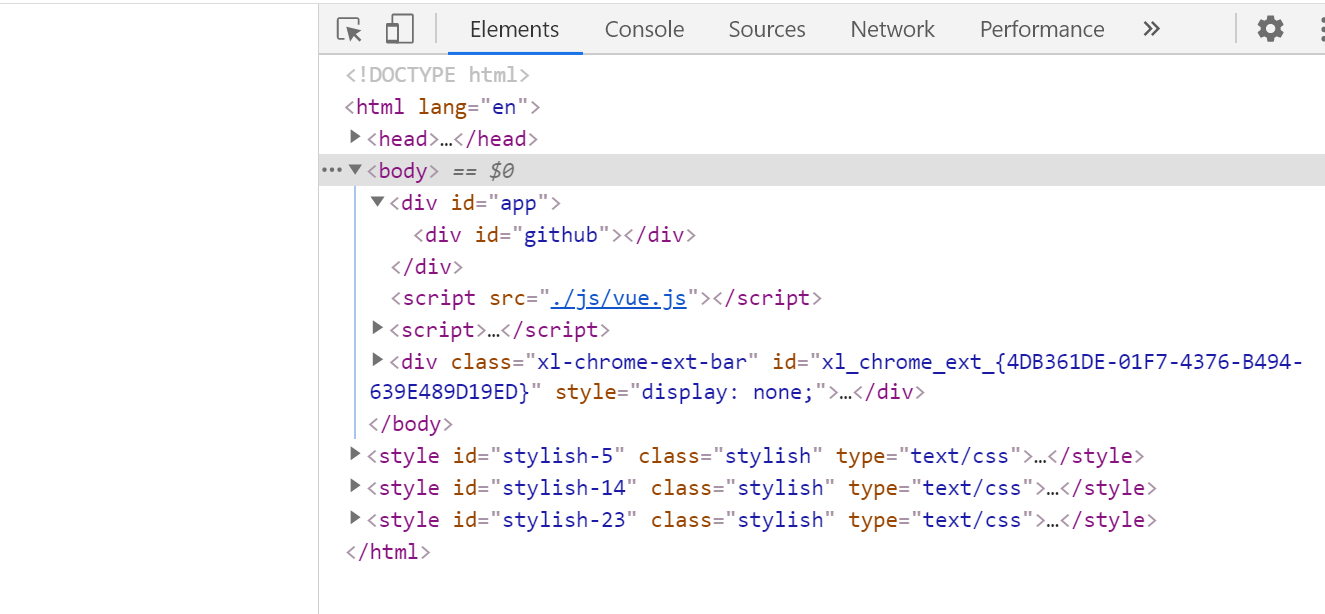 Elements Console Sources Network Performance »
<!DOCTYPE html>
<html lang="en">
▶<head>…</head>
•••▼<body> == $0
▼<div id="app">
<div id="github"></div>
</div>
<script src="./js/vue.js"></script>
▶<script>…</script>
▶<div class="xl-chrome-ext-bar" id="xl_chrome_ext_{4DB361DE-01F7-4376-B494-
639E489D19ED}" style="display: none;">…</div>
</body>
▶<style id="stylish-5" class="stylish" type="text/css">…</style>
▶<style id="stylish-14" class="stylish" type="text/css">…</style>
▶<style id="stylish-23" class="stylish" type="text/css">…</style>
</html>